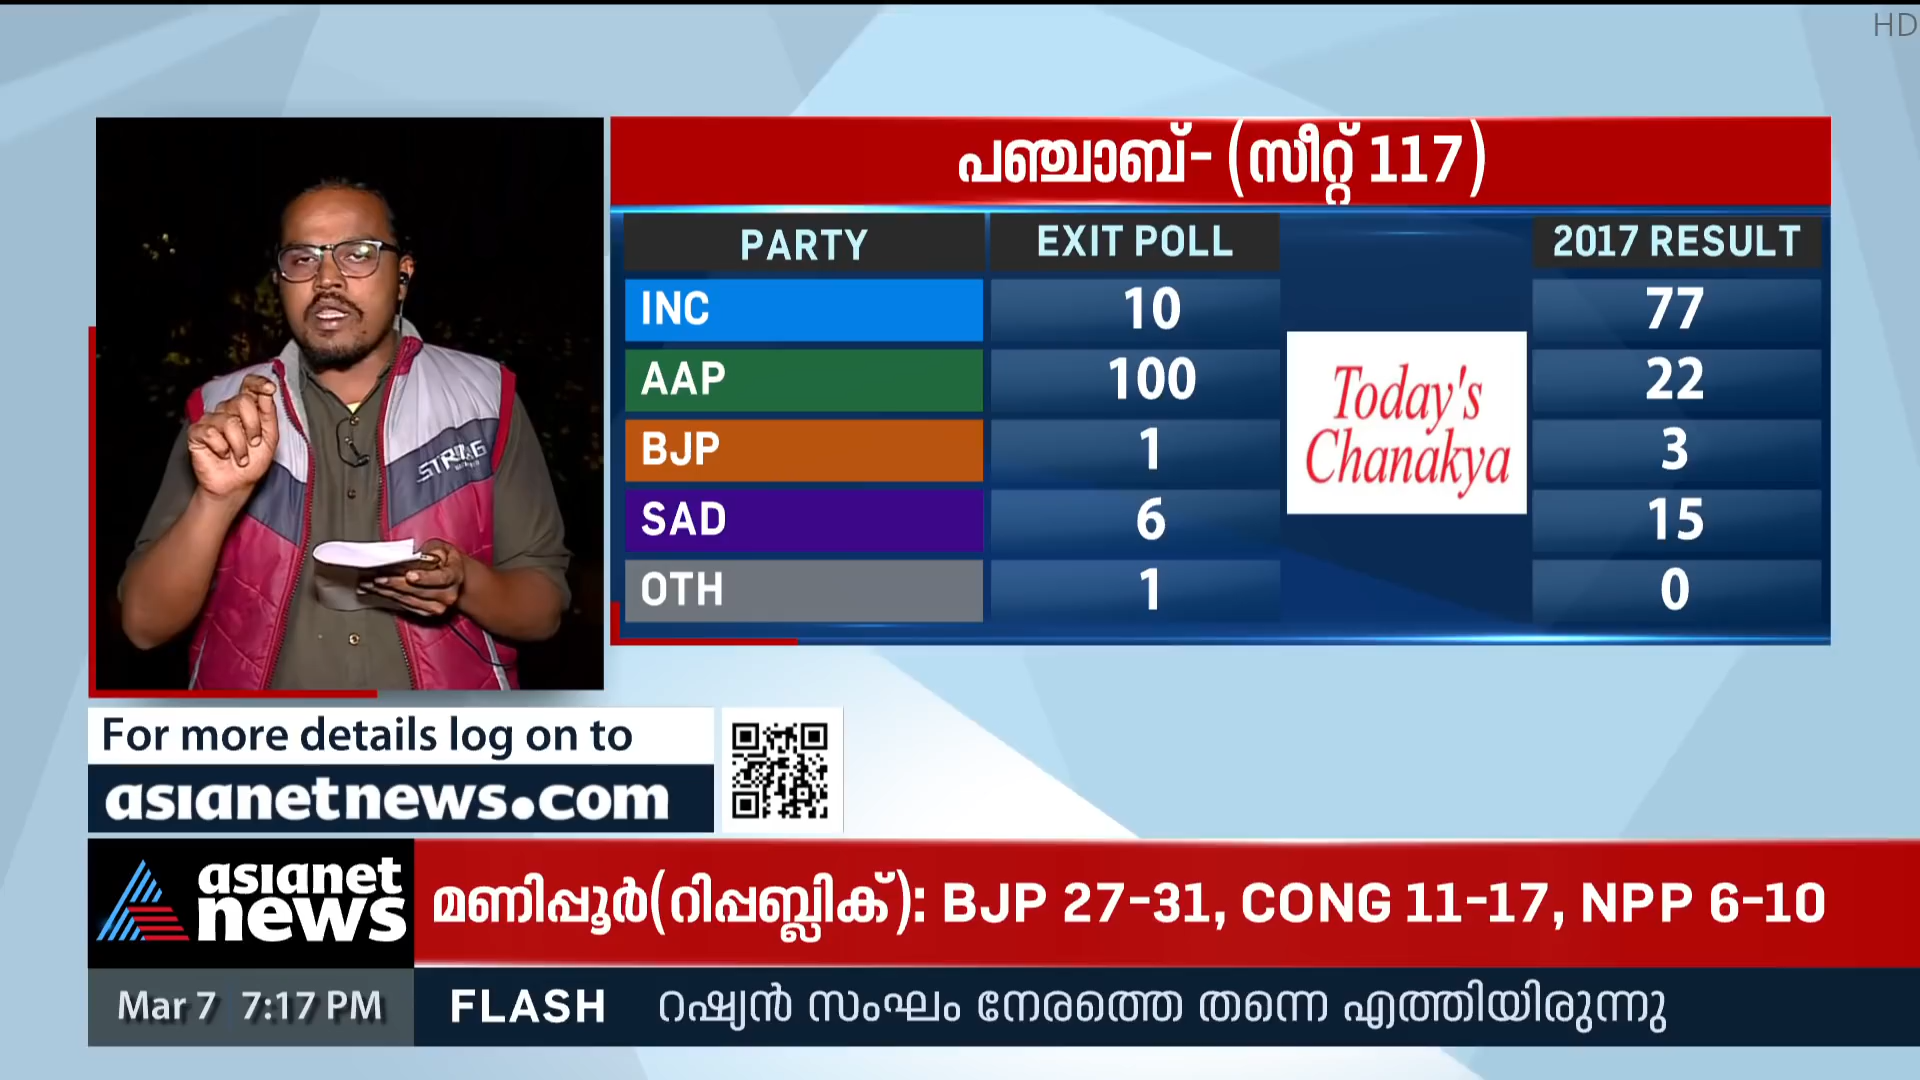 HD
പഞ്ചാബ്- (സീറ്റ് 117)
PARTY EXIT POLL 2017 RESULT
INC 10 77
AAP 100 22
BJP 1 3
SAD 6 15
OTH 1 0
Today's
Chanakya
STRONG
For more details log on to
asianetnews.com
asianet
news
മണിപ്പൂർ(റിപ്പബ്ലിക്): BJP 27-31, CONG 11-17, NPP 6-10
Mar 7 7:17 PM
FLASH റഷ്യൻ സംഘം നേരത്തെ തന്നെ എത്തിയിരുന്നു